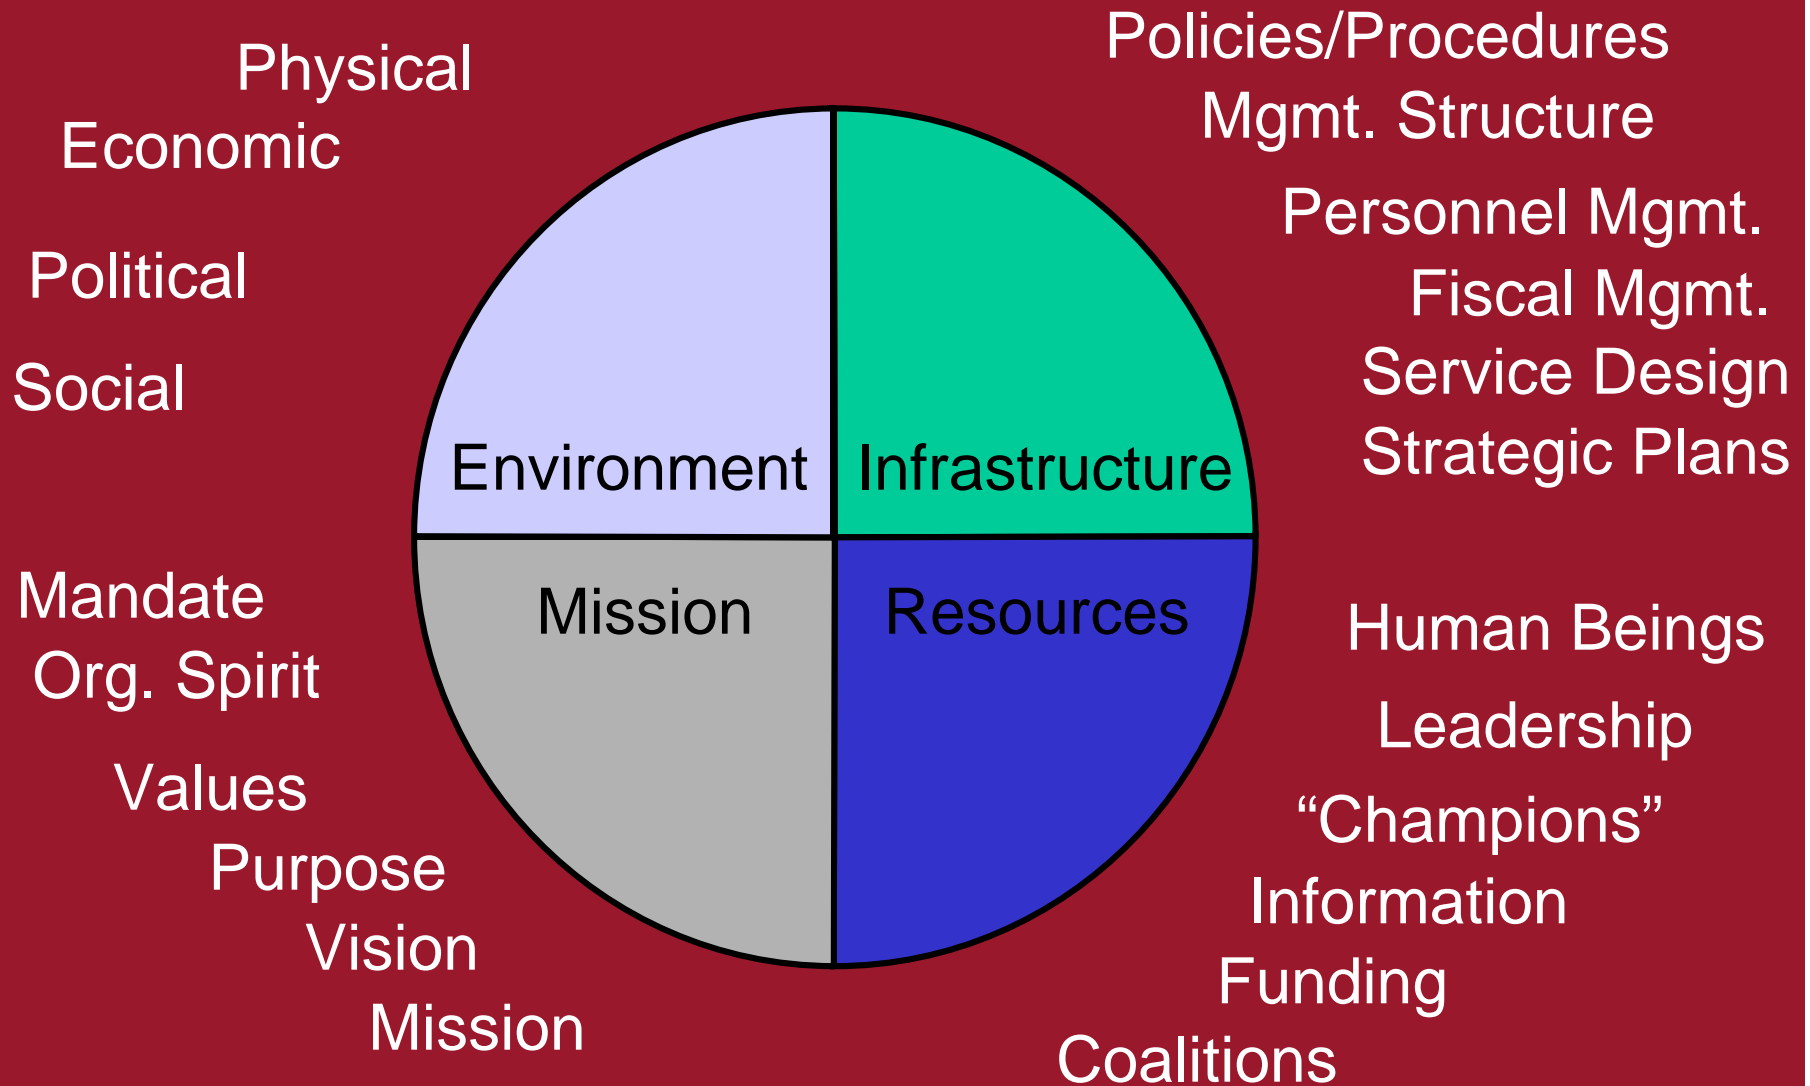 Physical
Economic
Political
Social
Policies/Procedures
Mgmt. Structure
Personnel Mgmt.
Fiscal Mgmt.
Service Design
Strategic Plans
Environment
Infrastructure
Mission
Resources
Mandate
Org. Spirit
Values
Purpose
Vision
Mission
Human Beings
Leadership
“Champions”
Information
Funding
Coalitions